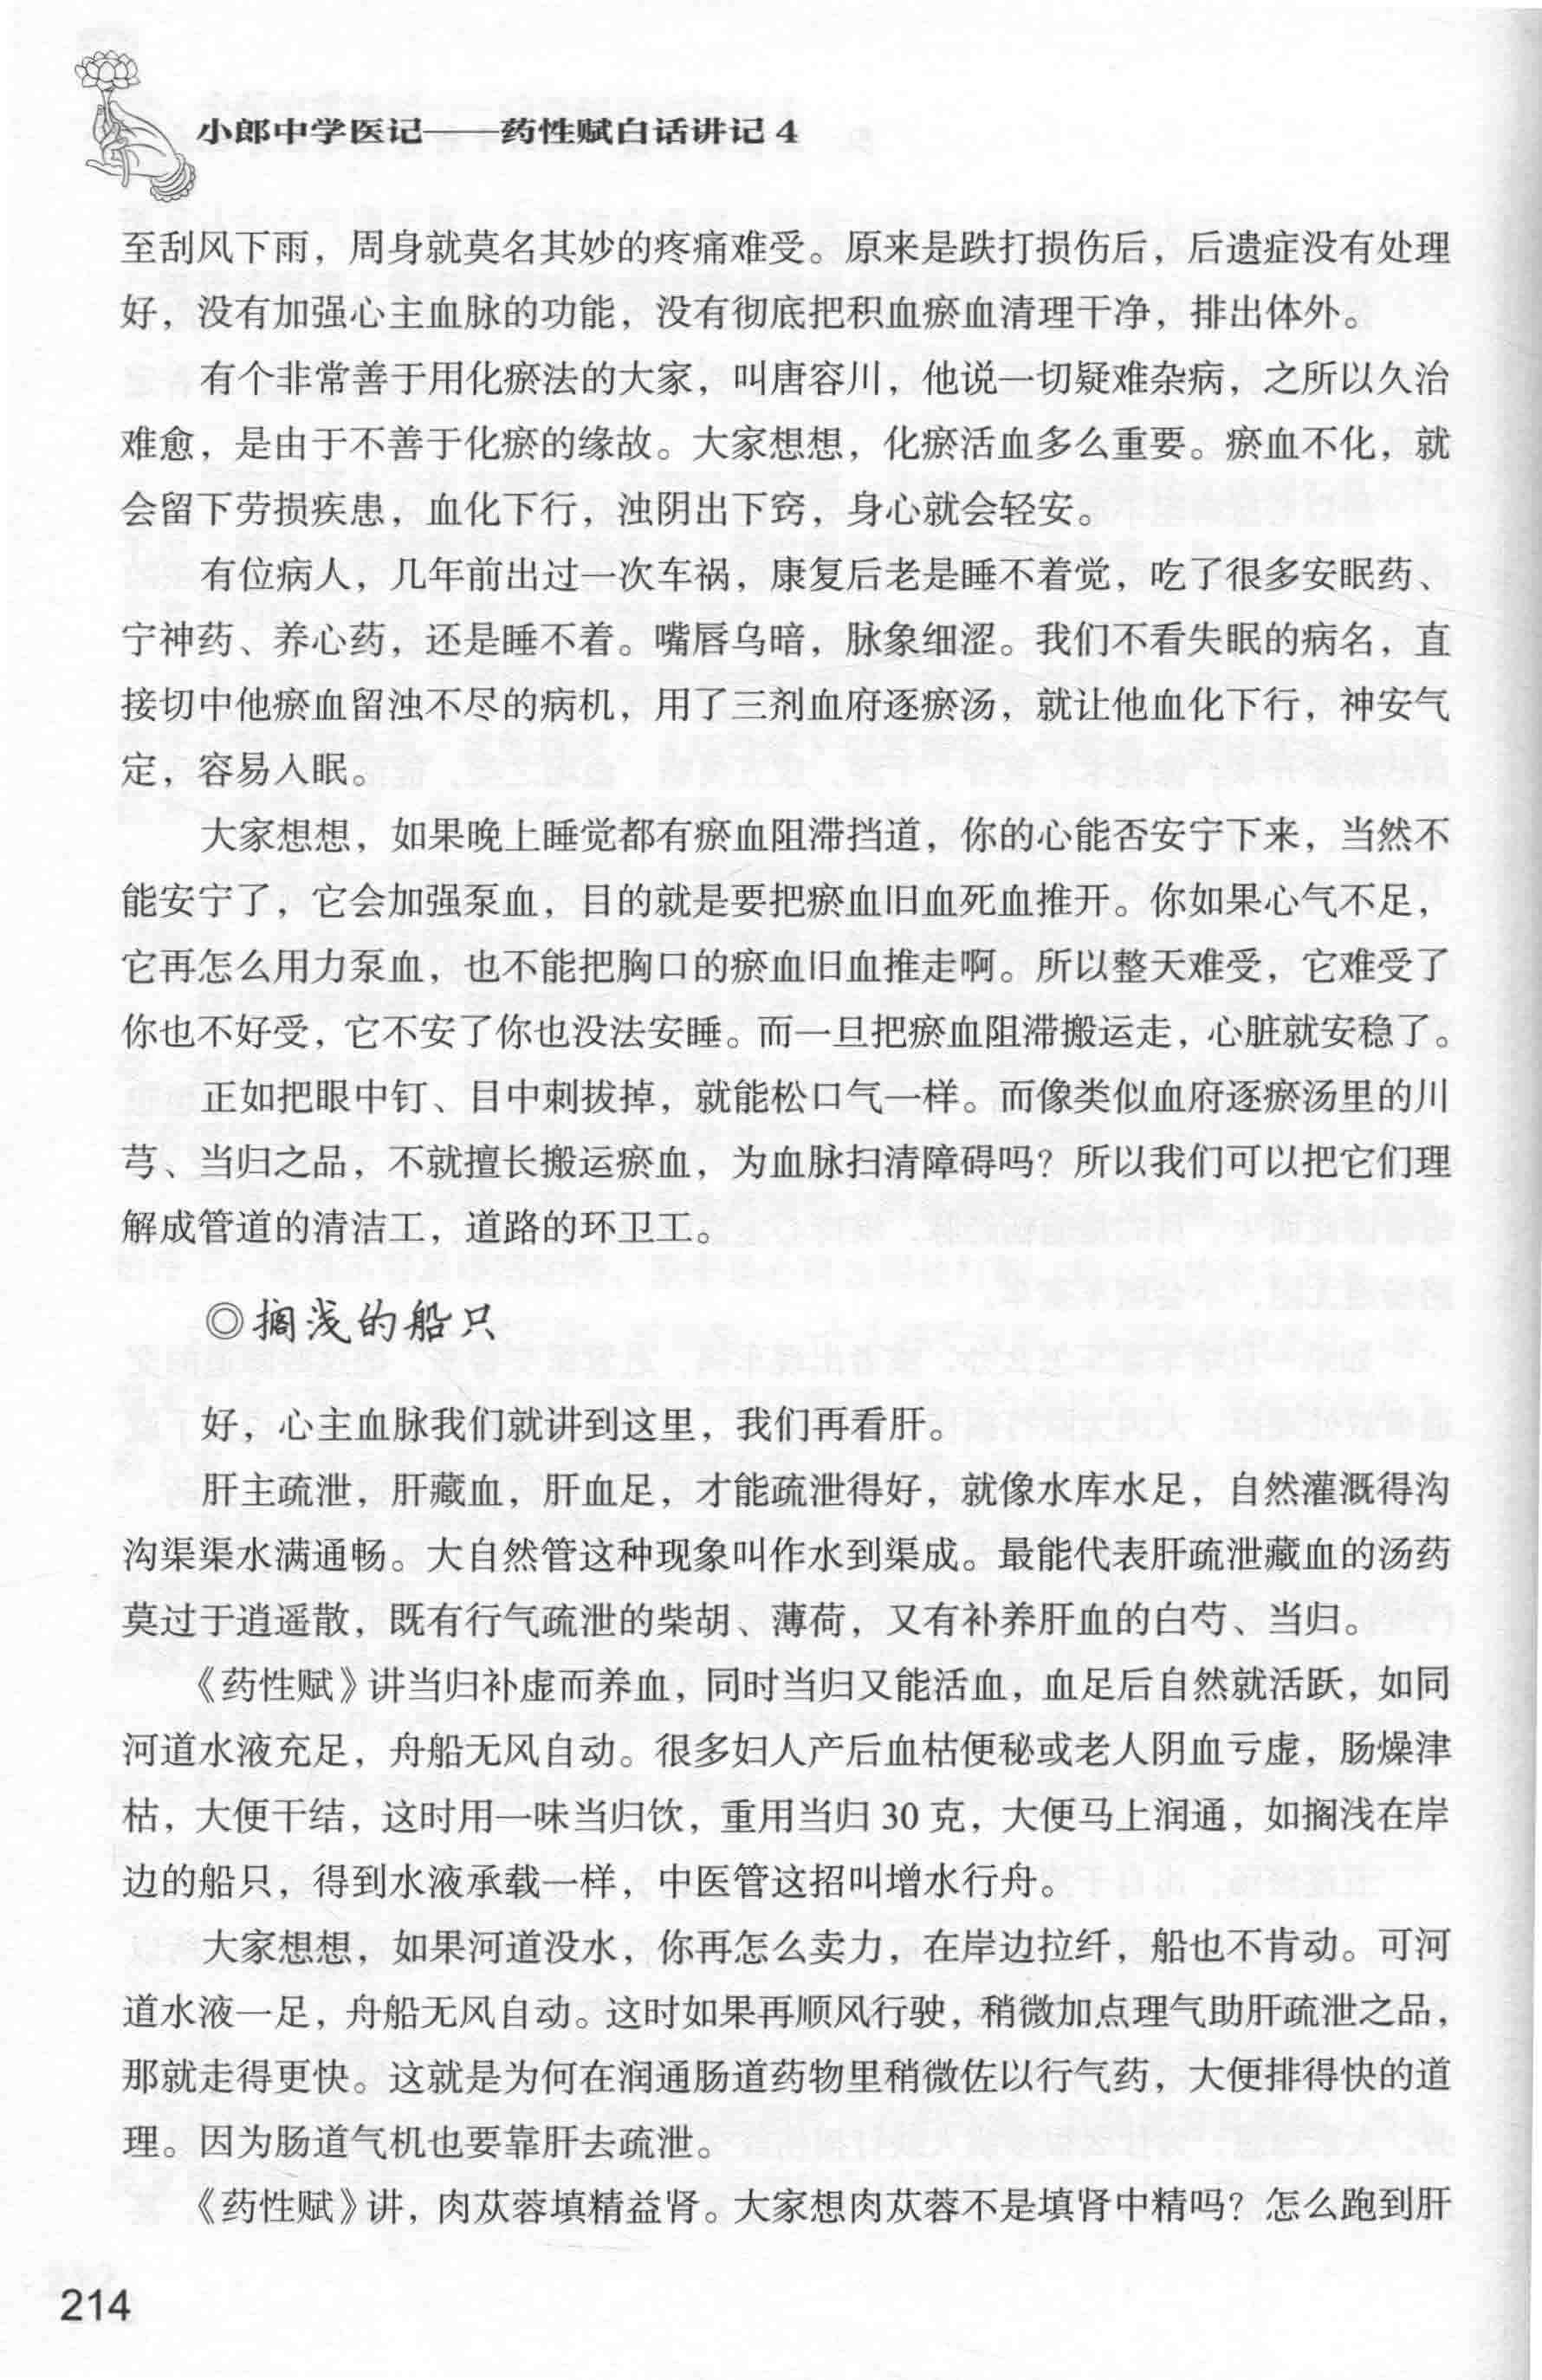 小郎中学医记——药性赋白话讲记 4
至刮风下雨，周身就莫名其妙的疼痛难受。原来是跌打损伤后，后遗症没有处理
好，没有加强心主血脉的功能，没有彻底把积血瘀血清理干净，排出体外。
有个非常善于用化瘀法的大家，叫唐容川，他说一切疑难杂病，之所以久治
难愈，是由于不善于化瘀的缘故。大家想想，化瘀活血多么重要。瘀血不化，就
会留下劳损疾患，血化下行，浊阴出下窍，身心就会轻安。
有位病人，几年前出过一次车祸，康复后老是睡不着觉，吃了很多安眠药、
宁神药、养心药，还是睡不着。嘴唇乌暗，脉象细涩。我们不看失眠的病名，直
接切中他瘀血留浊不尽的病机，用了三剂血府逐瘀汤，就让他血化下行，神安气
定，容易入眠。
大家想想，如果晚上睡觉都有瘀血阻滞挡道，你的心能否安宁下来，当然不
能安宁了，它会加强泵血，目的就是要把瘀血旧血死血推开。你如果心气不足，
它再怎么用力泵血，也不能把胸口的瘀血旧血推走啊。所以整天难受，它难受了
你也不好受，它不安了你也没法安睡。而一旦把瘀血阻滞搬运走，心脏就安稳了。
正如把眼中钉、目中刺拔掉，就能松口气一样。而像类似血府逐瘀汤里的川
芎、当归之品，不就擅长搬运瘀血，为血脉扫清障碍吗？所以我们可以把它们理
解成管道的清洁工，道路的环卫工。
◎搁浅的船只
好，心主血脉我们就讲到这里，我们再看肝。
肝主疏泄，肝藏血，肝血足，才能疏泄得好，就像水库水足，自然灌溉得沟
沟渠渠水满通畅。大自然管这种现象叫作水到渠成。最能代表肝疏泄藏血的汤药
莫过于逍遥散，既有行气疏泄的柴胡、薄荷，又有补养肝血的白芍、当归。
《药性赋》讲当归补虚而养血，同时当归又能活血，血足后自然就活跃，如同
河道水液充足，舟船无风自动。很多妇人产后血枯便秘或老人阴血亏虚，肠燥津
枯，大便干结，这时用一味当归饮，重用当归 30 克，大便马上润通，如搁浅在岸
边的船只，得到水液承载一样，中医管这招叫增水行舟。
大家想想，如果河道没水，你再怎么卖力，在岸边拉纤，船也不肯动。可河
道水液一足，舟船无风自动。这时如果再顺风行驶，稍微加点理气助肝疏泄之品，
那就走得更快。这就是为何在润通肠道药物里稍微佐以行气药，大便排得快的道
理。因为肠道气机也要靠肝去疏泄。
《药性赋》讲，肉苁蓉填精益肾。大家想肉苁蓉不是填肾中精吗？怎么跑到肝
214